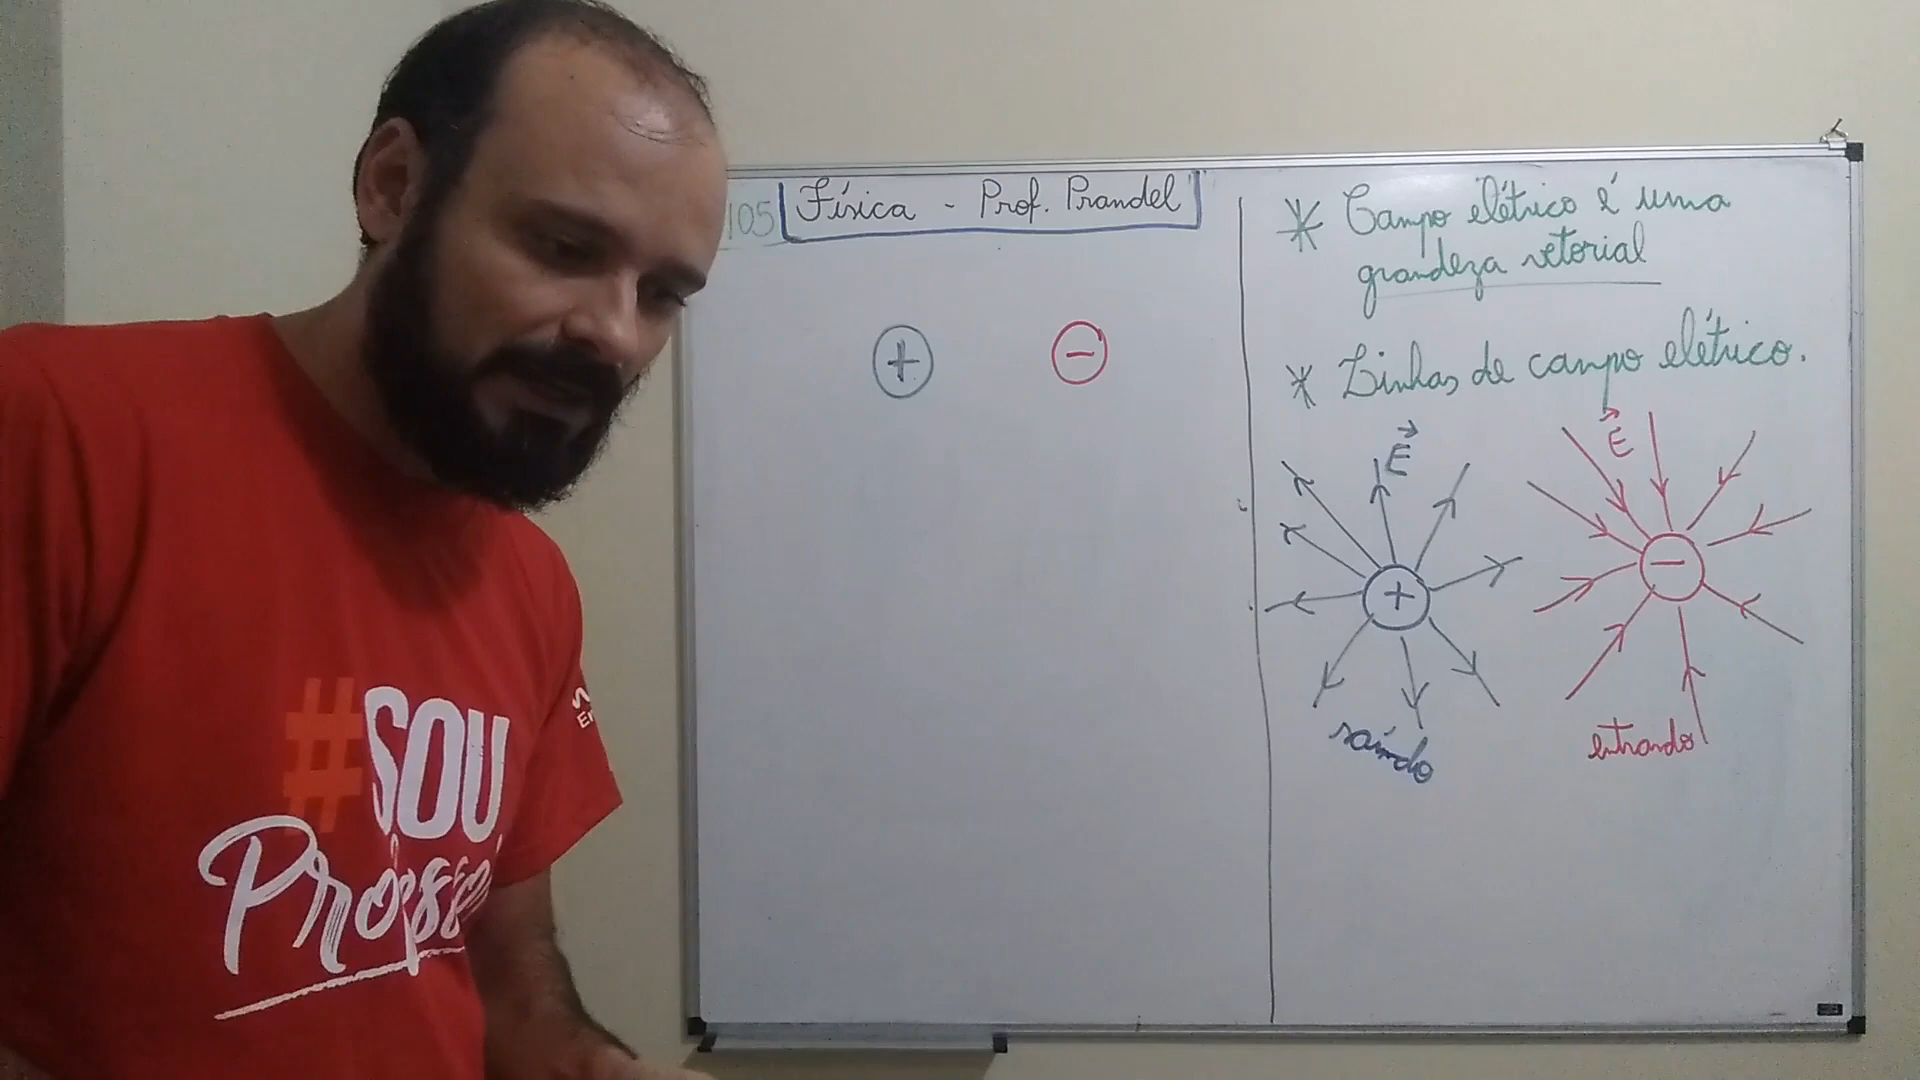 105 Física - Prof. Prandel
+ -
* Campo elétrico é uma
grandeza vetorial
* Linhas de campo elétrico.
E
E
+
-
saindo
entrando
#SOU